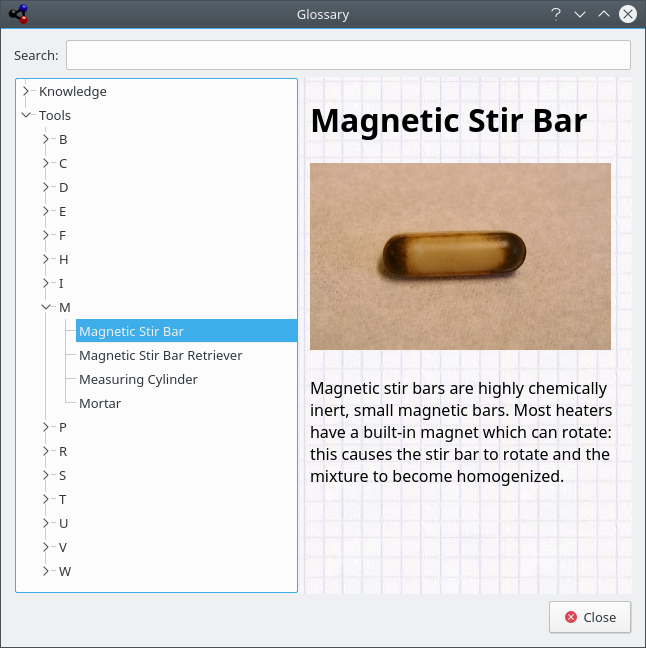 Glossary
Search:
Knowledge
Tools
B
C
D
E
F
H
I
M
Magnetic Stir Bar
Magnetic Stir Bar Retriever
Measuring Cylinder
Mortar
P
R
S
T
U
V
W
Magnetic Stir Bar
Magnetic stir bars are highly chemically
inert, small magnetic bars. Most heaters
have a built-in magnet which can rotate:
this causes the stir bar to rotate and the
mixture to become homogenized.
Close